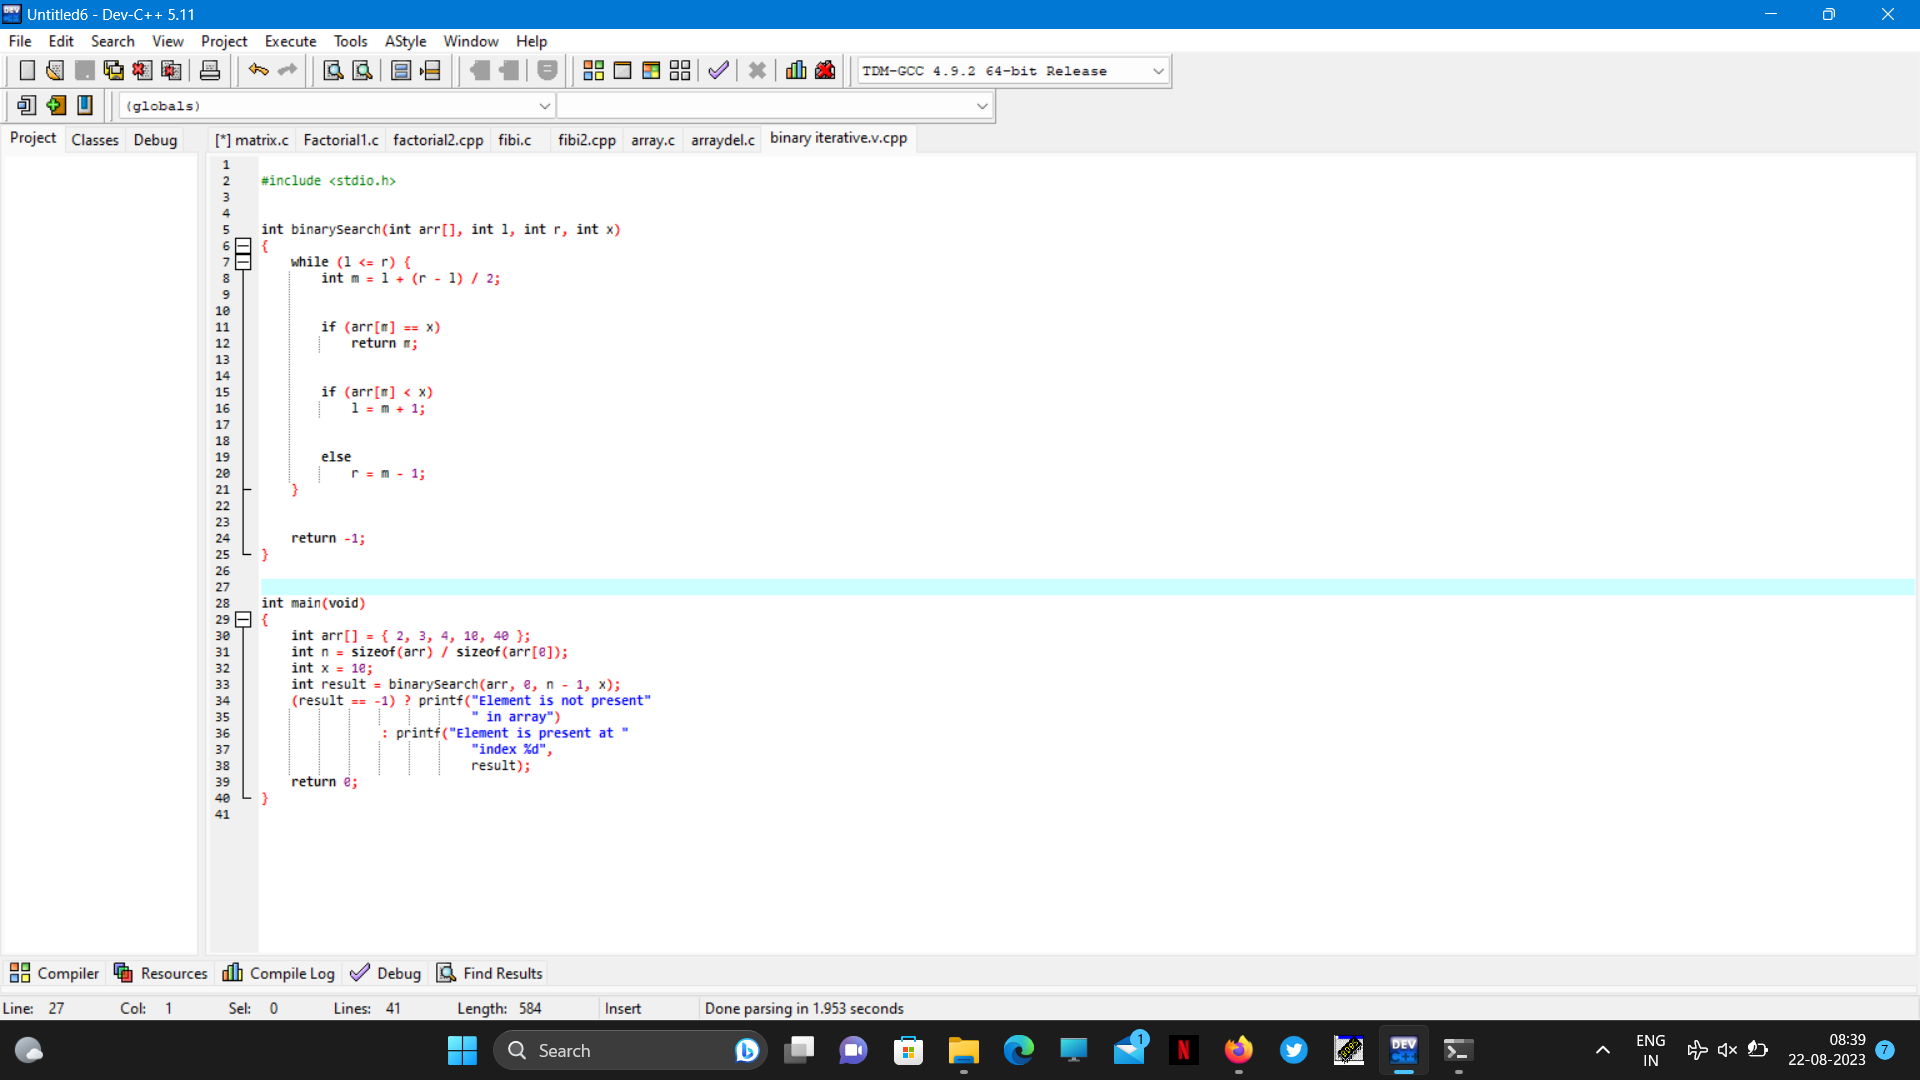 Untitled6 - Dev-C++ 5.11
File Edit Search View Project Execute Tools AStyle Window Help
TDM-GCC 4.9.2 64-bit Release
(globals)
Project Classes Debug [*] matrix.c Factorial1.c factorial2.cpp fibi.c fibi2.cpp array.c arraydel.c binary iterative.v.cpp
1
2 #include <stdio.h>
3
4
5 int binarySearch(int arr[], int l, int r, int x)
6 {
7 while (l <= r) {
8 int m = l + (r - l) / 2;
9
10
11 if (arr[m] == x)
12 return m;
13
14
15 if (arr[m] < x)
16 l = m + 1;
17
18
19 else
20 r = m - 1;
21 }
22
23
24 return -1;
25 }
26
27
28 int main(void)
29 {
30 int arr[] = { 2, 3, 4, 10, 40 };
31 int n = sizeof(arr) / sizeof(arr[0]);
32 int x = 10;
33 int result = binarySearch(arr, 0, n - 1, x);
34 (result == -1) ? printf("Element is not present"
35 " in array")
36 : printf("Element is present at "
37 "index %d",
38 result);
39 return 0;
40 }
41
Compiler Resources Compile Log Debug Find Results
Line: 27 Col: 1 Sel: 0 Lines: 41 Length: 584 Insert Done parsing in 1.953 seconds
Search 1 N DEV C++ ENG IN 08:39 22-08-2023 7